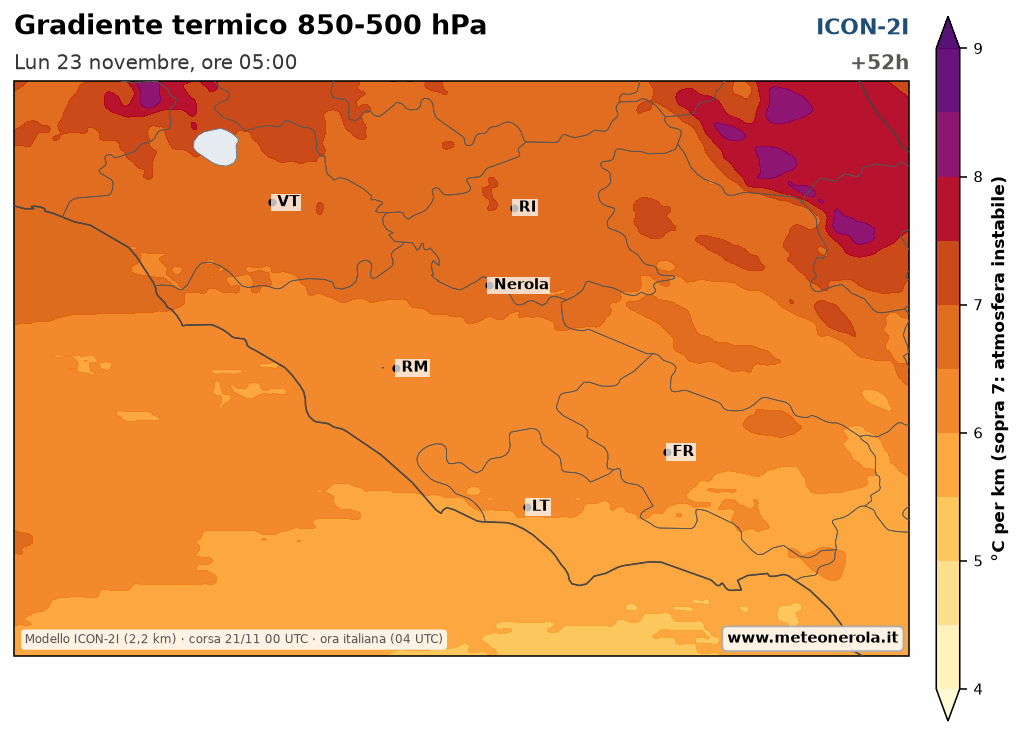 Gradiente termico 850-500 hPa
ICON-2I
Lun 23 novembre, ore 05:00
+52h
VT
RI
Nerola
RM
FR
LT
Modello ICON-2I (2,2 km) · corsa 21/11 00 UTC · ora italiana (04 UTC)
www.meteonerola.it
9
8
7
6
5
4
°C per km (sopra 7: atmosfera instabile)